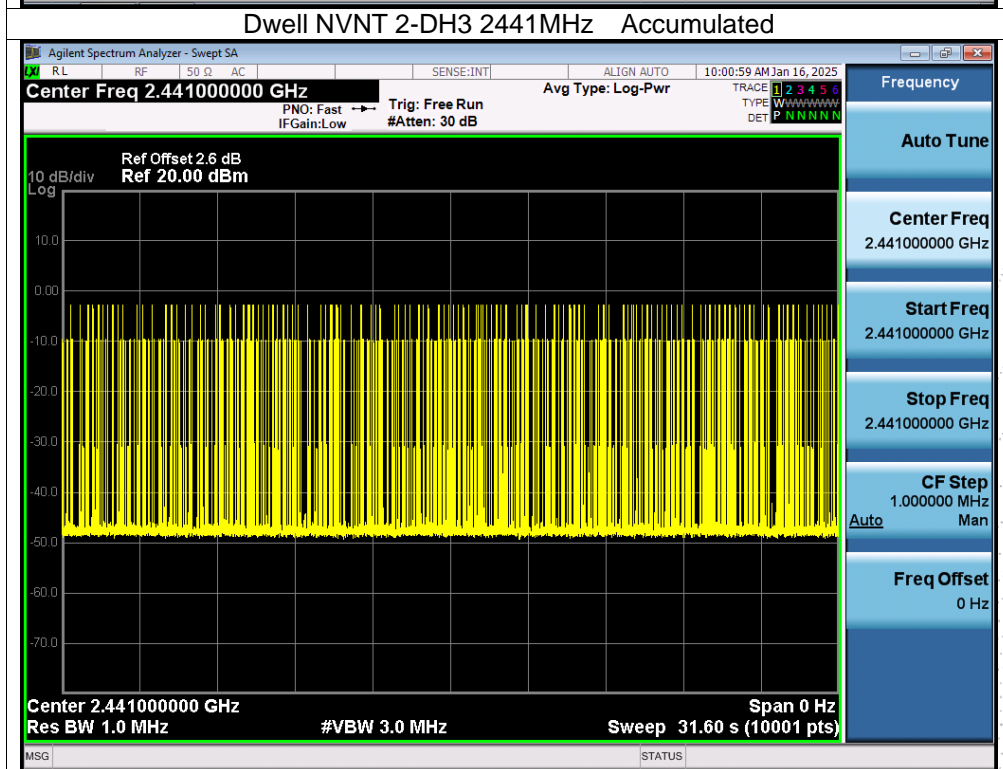 Dwell NVNT 2-DH3 2441MHz Accumulated
Agilent Spectrum Analyzer - Swept SA
LXI RL RF 50 Ω AC SENSE:INT ALIGN AUTO 10:00:59 AM Jan 16, 2025
Center Freq 2.441000000 GHz
PNO: Fast
IFGain:Low
Trig: Free Run
#Atten: 30 dB
Avg Type: Log-Pwr
TRACE 1 2 3 4 5 6
TYPE WWWWWW
DET P N N N N N
Ref Offset 2.6 dB
10 dB/div Ref 20.00 dBm
Log
10.0
0.00
-10.0
-20.0
-30.0
-40.0
-50.0
-60.0
-70.0
Center 2.441000000 GHz Span 0 Hz
Res BW 1.0 MHz #VBW 3.0 MHz Sweep 31.60 s (10001 pts)
MSG STATUS
Frequency
Auto Tune
Center Freq
2.441000000 GHz
Start Freq
2.441000000 GHz
Stop Freq
2.441000000 GHz
CF Step
1.000000 MHz
Auto Man
Freq Offset
0 Hz